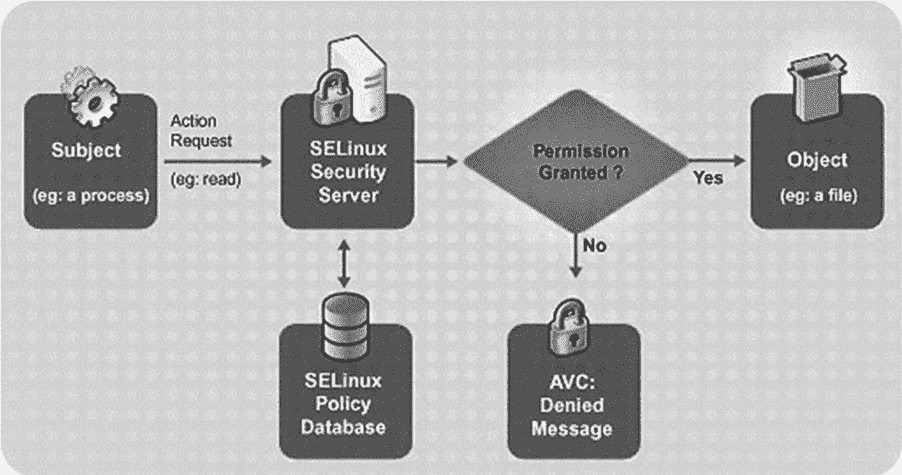 Subject
(eg: a process)
Action
Request
(eg: read)
SELinux
Security
Server
Permission
Granted ?
Yes
Object
(eg: a file)
No
SELinux
Policy
Database
AVC:
Denied
Message